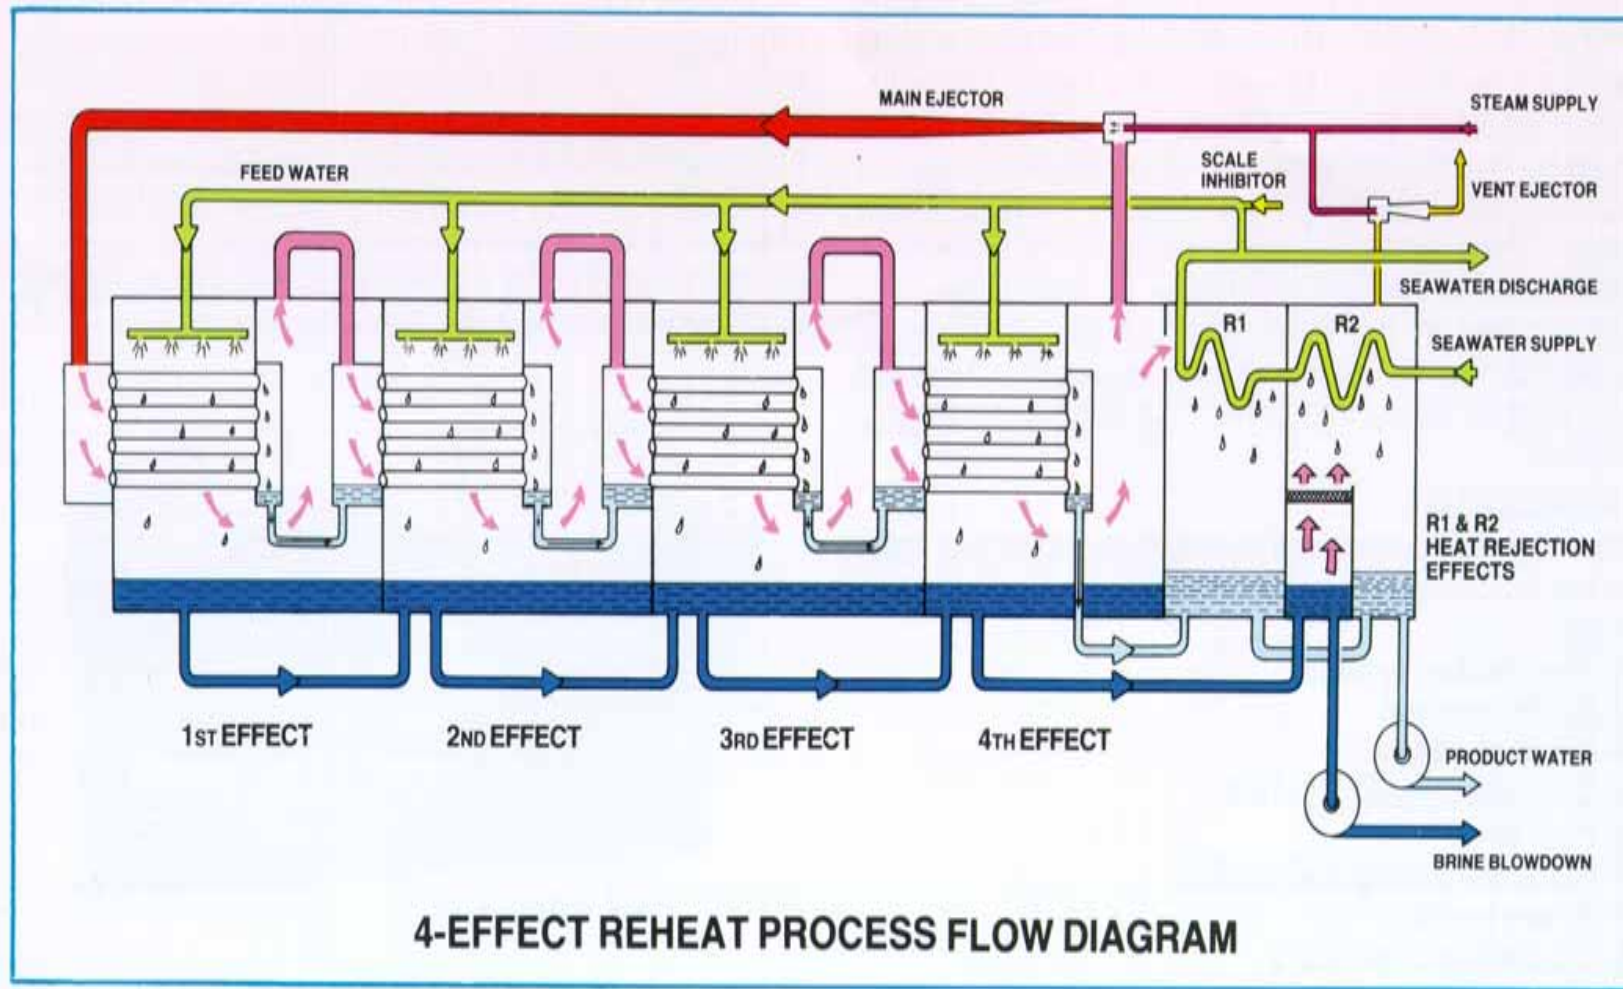 MAIN EJECTOR
STEAM SUPPLY
FEED WATER
SCALE
INHIBITOR
VENT EJECTOR
SEAWATER DISCHARGE
R1
R2
SEAWATER SUPPLY
R1 & R2
HEAT REJECTION
EFFECTS
1ST EFFECT
2ND EFFECT
3RD EFFECT
4TH EFFECT
PRODUCT WATER
BRINE BLOWDOWN
4-EFFECT REHEAT PROCESS FLOW DIAGRAM